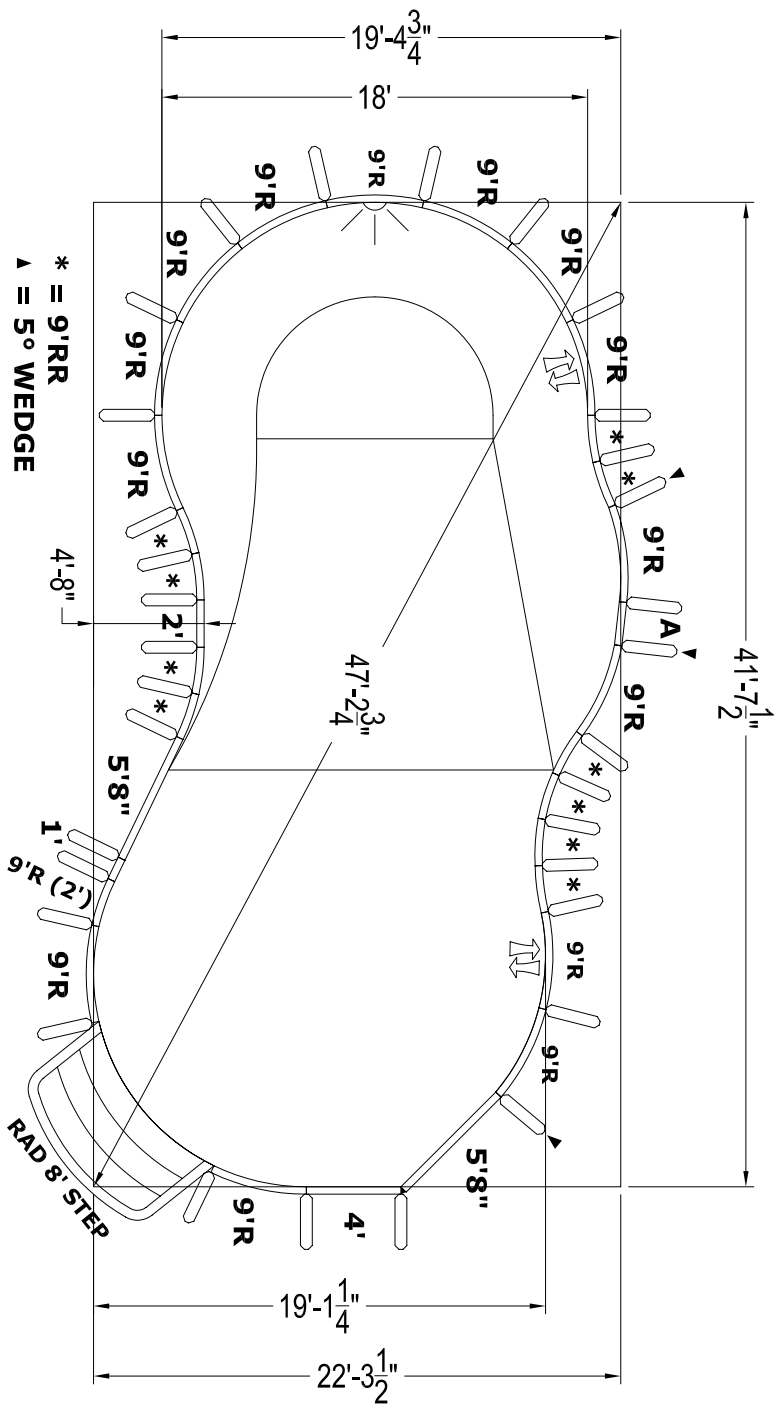 19'-4 3/4"
18'
9'R
9'R
9'R
9'R
9'R
9'R
9'R
* = 9'RR
▲ = 5° WEDGE
*
*
▲
9'R
A
▲
9'R
*
*
*
*
9'R
9'R
▲
5'8"
4'
9'R
RAD 8' STEP
9'R
9'R (2')
1'
5'8"
*
*
2'
*
*
9'R
4'-8"
47'-2 3/4"
41'-7 1/2"
19'-1 1/4"
22'-3 1/2"